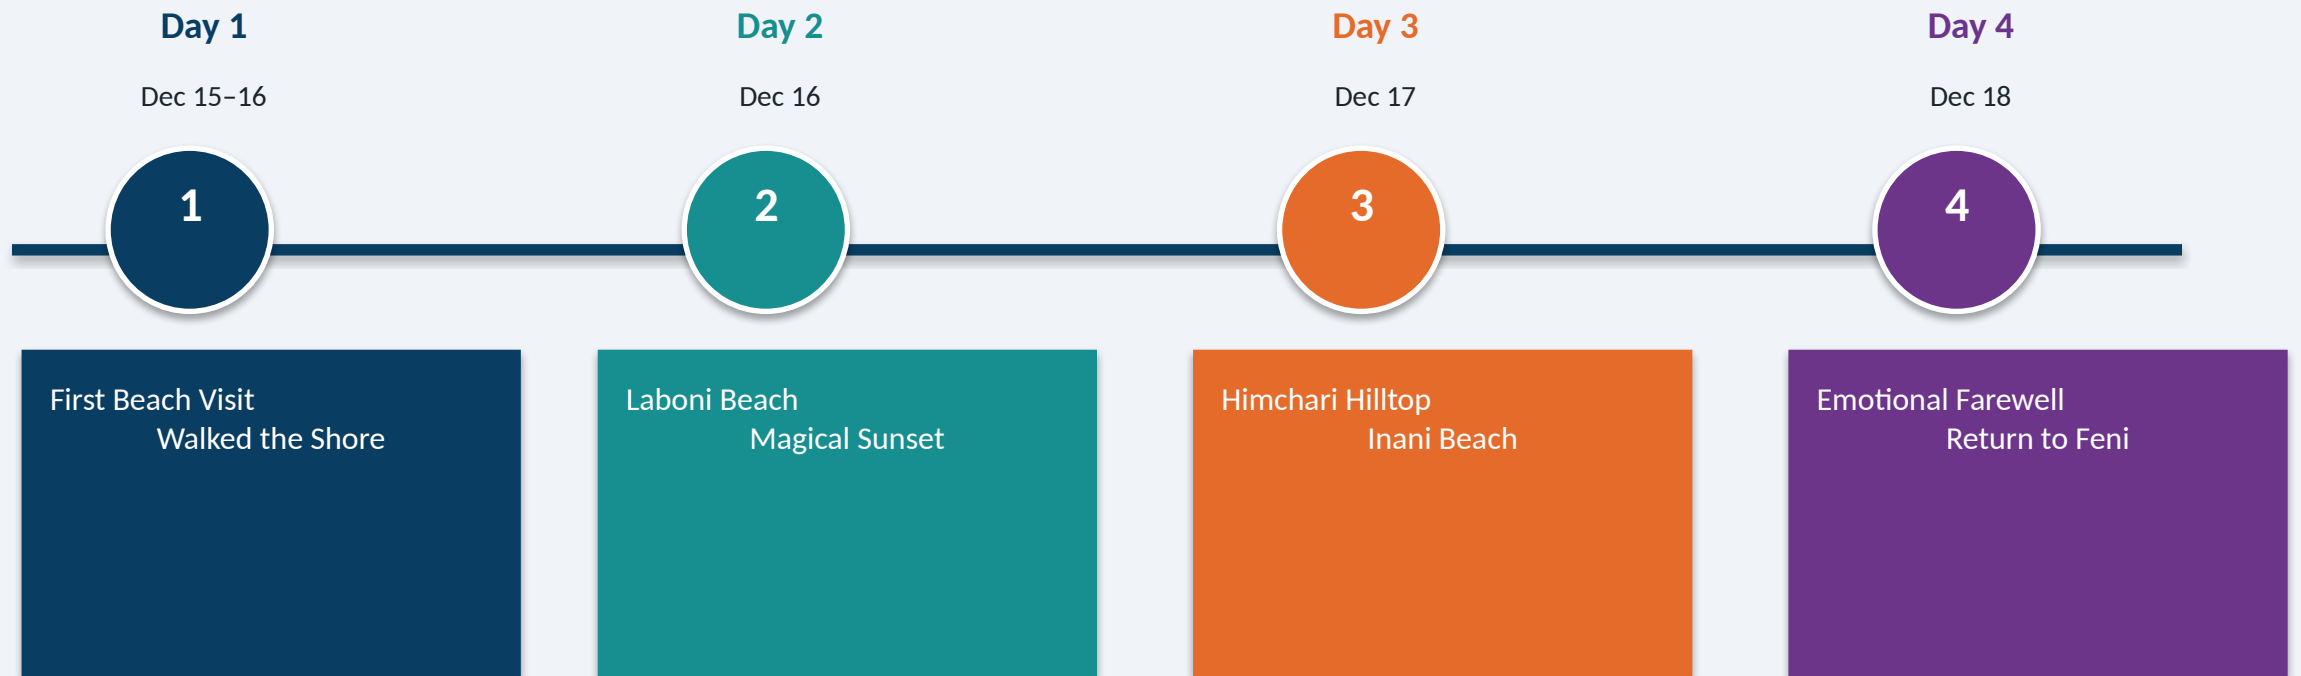 Day 1
Day 2
Day 3
Day 4
Dec 15–16
Dec 16
Dec 17
Dec 18
1
2
3
4
First Beach Visit
Walked the Shore
Laboni Beach
Magical Sunset
Himchari Hilltop
Inani Beach
Emotional Farewell
Return to Feni